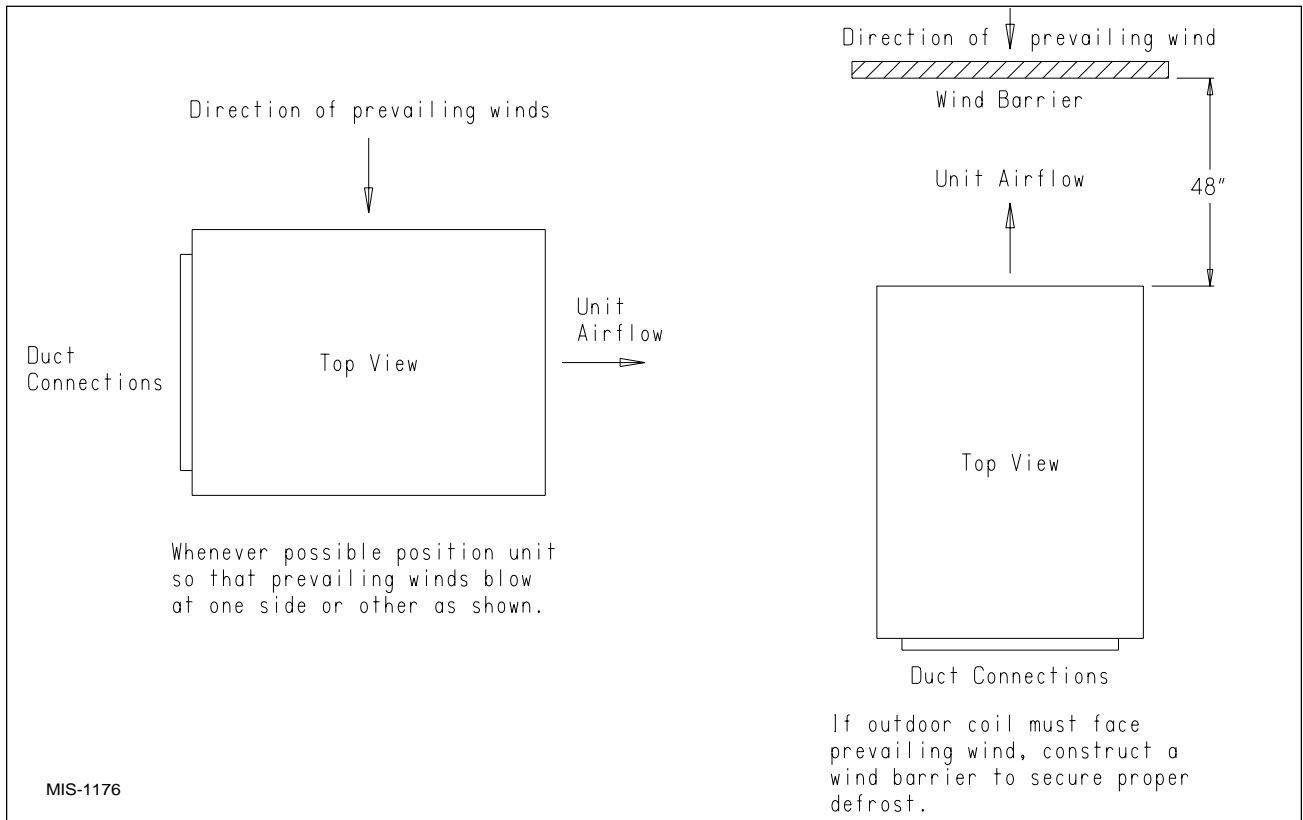 Direction of prevailing winds
Duct
Connections
Top View
Unit
Airflow
Whenever possible position unit
so that prevailing winds blow
at one side or other as shown.
MIS-1176
Direction of prevailing wind
Wind Barrier
Unit Airflow
48"
Top View
Duct Connections
If outdoor coil must face
prevailing wind, construct a
wind barrier to secure proper
defrost.